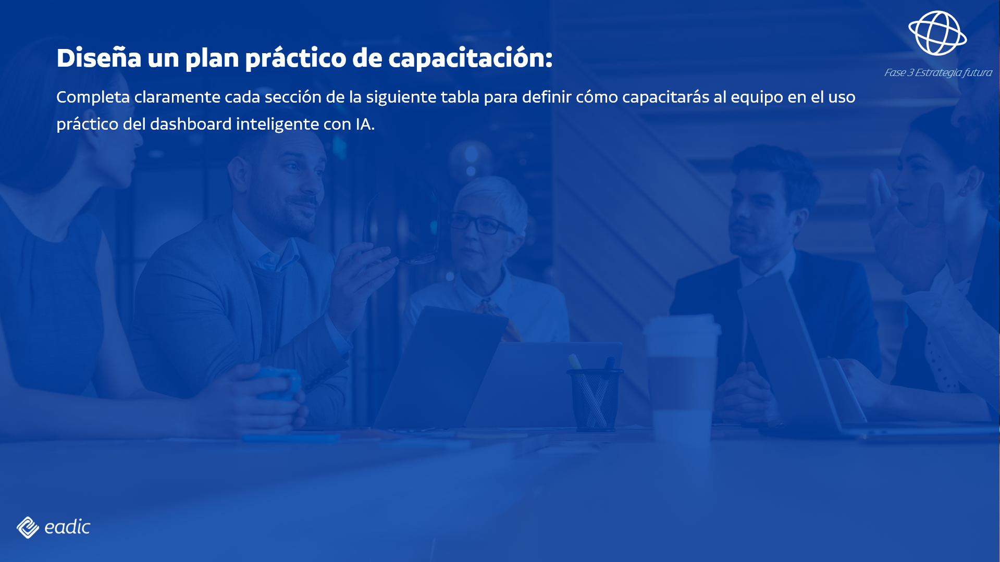 Diseña un plan práctico de capacitación:
Fase 3 Estrategia futura
Completa claramente cada sección de la siguiente tabla para definir cómo capacitarás al equipo en el uso
práctico del dashboard inteligente con IA.
eadic